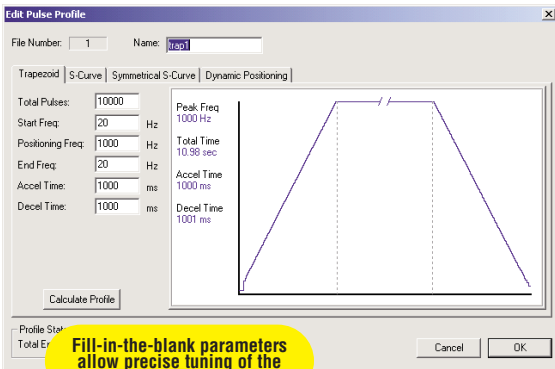 Edit Pulse Profile
File Number: 1 Name: trap1
Trapezoid S-Curve Symmetrical S-Curve Dynamic Positioning
Total Pulses: 10000
Start Freq: 20 Hz
Positioning Freq: 1000 Hz
End Freq: 20 Hz
Accel Time: 1000 ms
Decel Time: 1000 ms
Calculate Profile
Peak Freq
1000 Hz
Total Time
10.98 sec
Accel Time
1000 ms
Decel Time
1001 ms
Profile
Total
Fill-in-the-blank parameters
allow precise tuning of the
Cancel OK